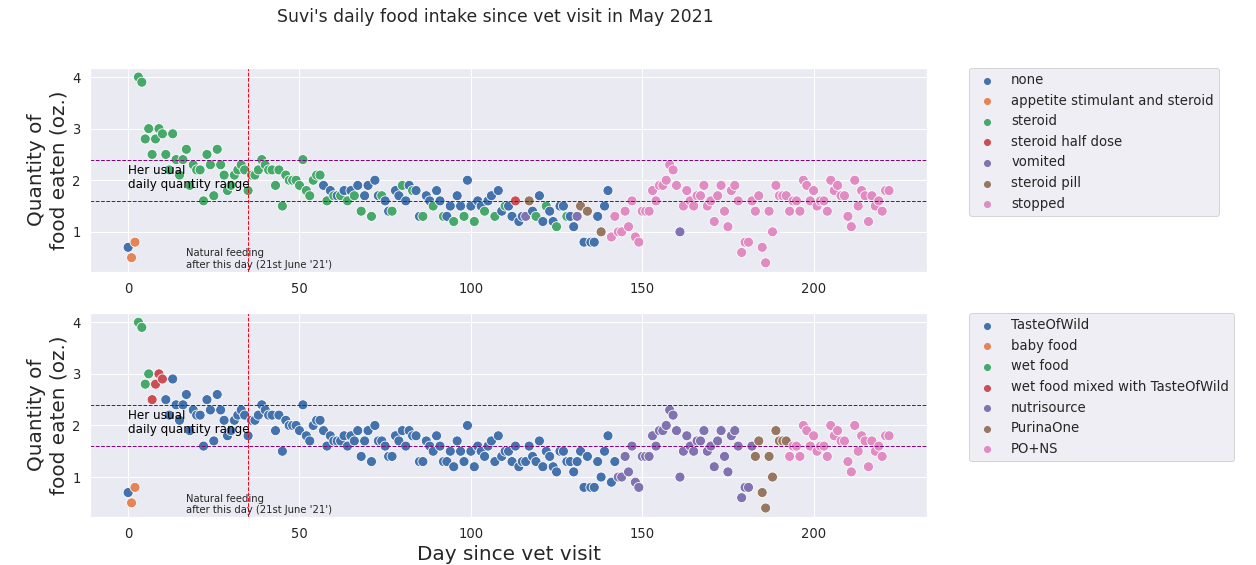 Suvi's daily food intake since vet visit in May 2021
Quantity of
food eaten (oz.)
4
3
2
1
Her usual
daily quantity range
Natural feeding
after this day (21st June '21')
0
50
100
150
200
none
appetite stimulant and steroid
steroid
steroid half dose
vomited
steroid pill
stopped
Quantity of
food eaten (oz.)
4
3
2
1
Her usual
daily quantity range
Natural feeding
after this day (21st June '21')
0
50
100
150
200
Day since vet visit
TasteOfWild
baby food
wet food
wet food mixed with TasteOfWild
nutrisource
PurinaOne
PO+NS